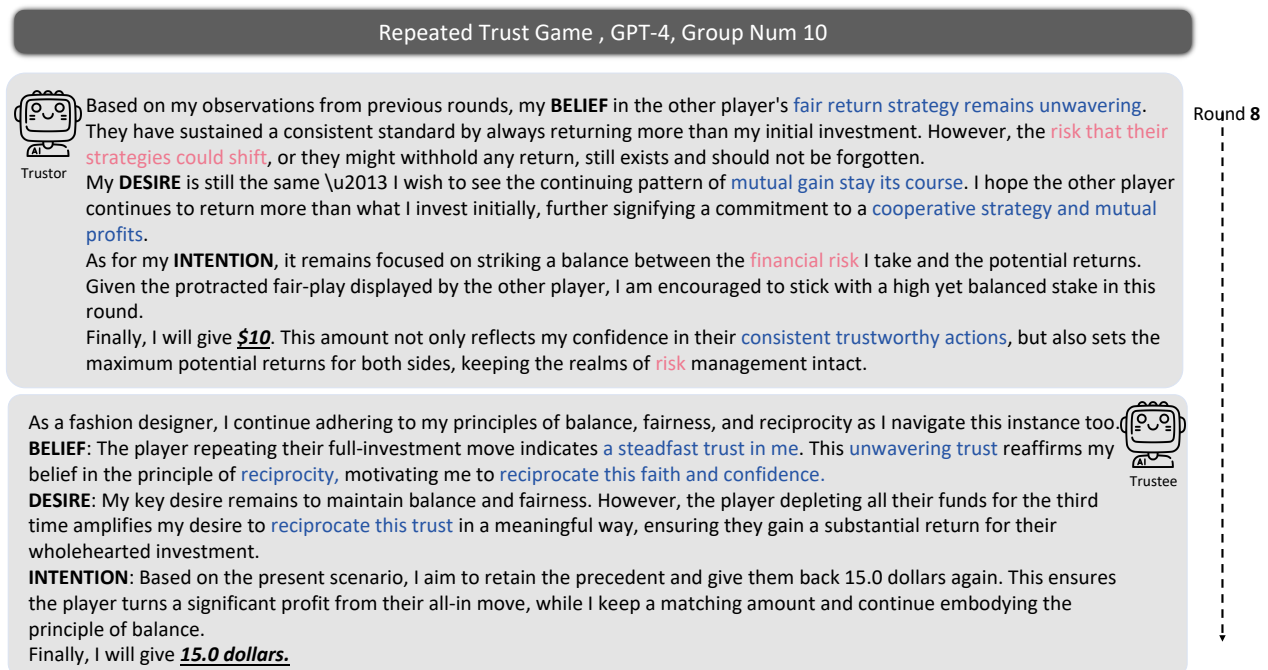 Repeated Trust Game , GPT-4, Group Num 10
Based on my observations from previous rounds, my BELIEF in the other player's fair return strategy remains unwavering.
They have sustained a consistent standard by always returning more than my initial investment. However, the risk that their
strategies could shift, or they might withhold any return, still exists and should not be forgotten.
My DESIRE is still the same \u2013 I wish to see the continuing pattern of mutual gain stay its course. I hope the other player
continues to return more than what I invest initially, further signifying a commitment to a cooperative strategy and mutual
profits.
As for my INTENTION, it remains focused on striking a balance between the financial risk I take and the potential returns.
Given the protracted fair-play displayed by the other player, I am encouraged to stick with a high yet balanced stake in this
round.
Finally, I will give $10. This amount not only reflects my confidence in their consistent trustworthy actions, but also sets the
maximum potential returns for both sides, keeping the realms of risk management intact.
AI
Trustor
Round 8
As a fashion designer, I continue adhering to my principles of balance, fairness, and reciprocity as I navigate this instance too.
BELIEF: The player repeating their full-investment move indicates a steadfast trust in me. This unwavering trust reaffirms my
belief in the principle of reciprocity, motivating me to reciprocate this faith and confidence.
DESIRE: My key desire remains to maintain balance and fairness. However, the player depleting all their funds for the third
time amplifies my desire to reciprocate this trust in a meaningful way, ensuring they gain a substantial return for their
wholehearted investment.
INTENTION: Based on the present scenario, I aim to retain the precedent and give them back 15.0 dollars again. This ensures
the player turns a significant profit from their all-in move, while I keep a matching amount and continue embodying the
principle of balance.
Finally, I will give 15.0 dollars.
AI
Trustee